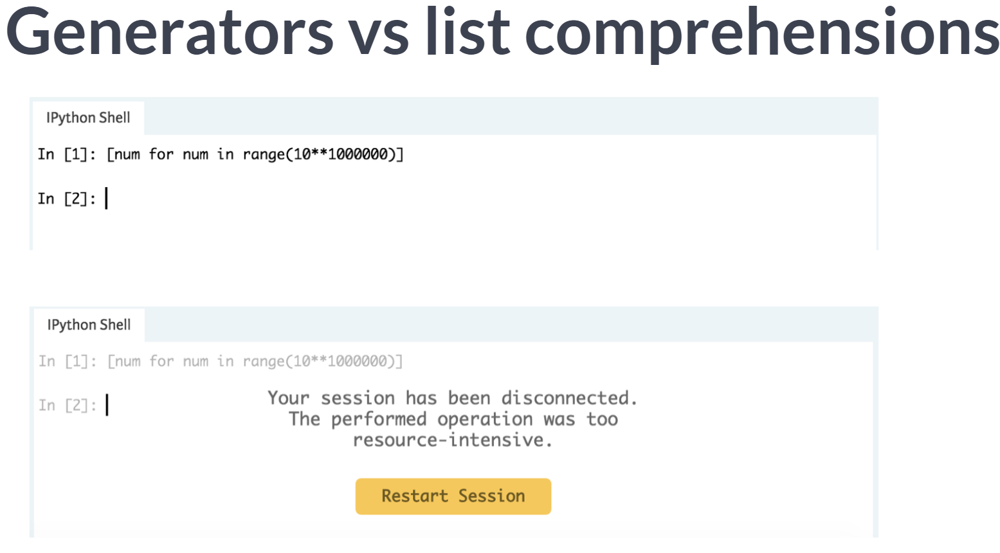 Generators vs list comprehensions
IPython Shell
In [1]: [num for num in range(10**1000000)]
In [2]:
IPython Shell
In [1]: [num for num in range(10**1000000)]
In [2]:
Your session has been disconnected.
The performed operation was too
resource-intensive.
Restart Session